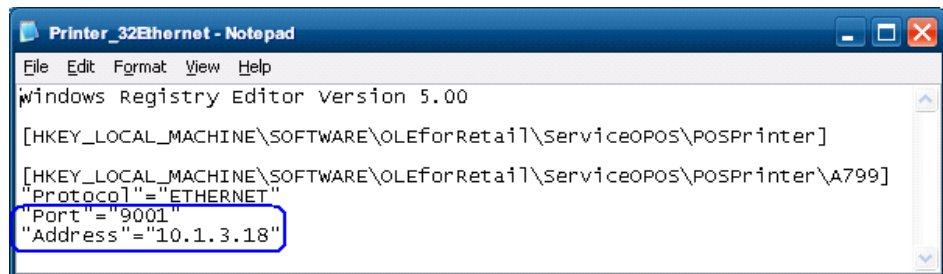 Printer_32Ethernet - Notepad
File Edit Format View Help
Windows Registry Editor Version 5.00
[HKEY_LOCAL_MACHINE\SOFTWARE\OLEforRetail\ServiceOPOS\POSPrinter]
[HKEY_LOCAL_MACHINE\SOFTWARE\OLEforRetail\ServiceOPOS\POSPrinter\A799]
"Protocol"="ETHERNET"
"Port"="9001"
"Address"="10.1.3.18"